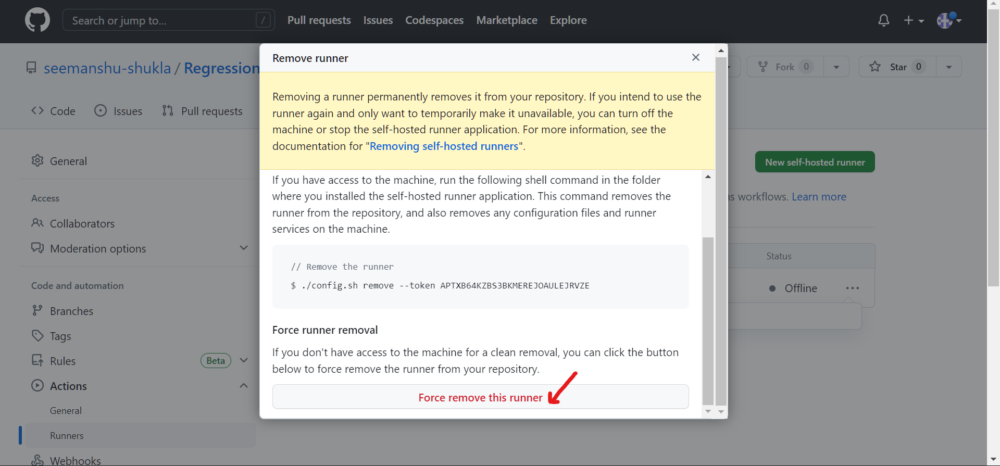 Search or jump to... /
Pull requests Issues Codespaces Marketplace Explore
seemanshu-shukla / Regression
Fork 0
Star 0
Code Issues Pull requests
General
Access
Collaborators
Moderation options
Code and automation
Branches
Tags
Rules Beta
Actions
General
Runners
Webhooks
Remove runner
Removing a runner permanently removes it from your repository. If you intend to use the
runner again and only want to temporarily make it unavailable, you can turn off the
machine or stop the self-hosted runner application. For more information, see the
documentation for "Removing self-hosted runners".
If you have access to the machine, run the following shell command in the folder
where you installed the self-hosted runner application. This command removes the
runner from the repository, and also removes any configuration files and runner
services on the machine.
// Remove the runner
$ ./config.sh remove --token APTXB64KZBS3BKMEREJOAULEJRVZE
Force runner removal
If you don't have access to the machine for a clean removal, you can click the button
below to force remove the runner from your repository.
Force remove this runner
New self-hosted runner
workflows. Learn more
Status
Offline